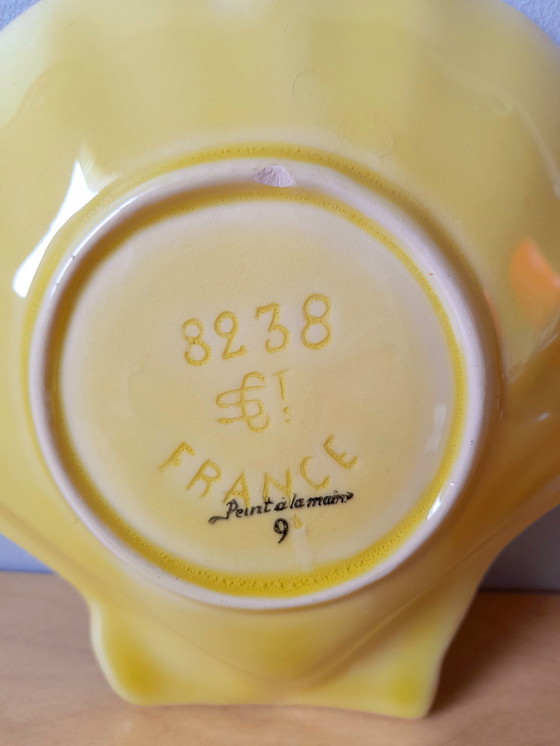 8238
FRANCE
Peint à la main
9